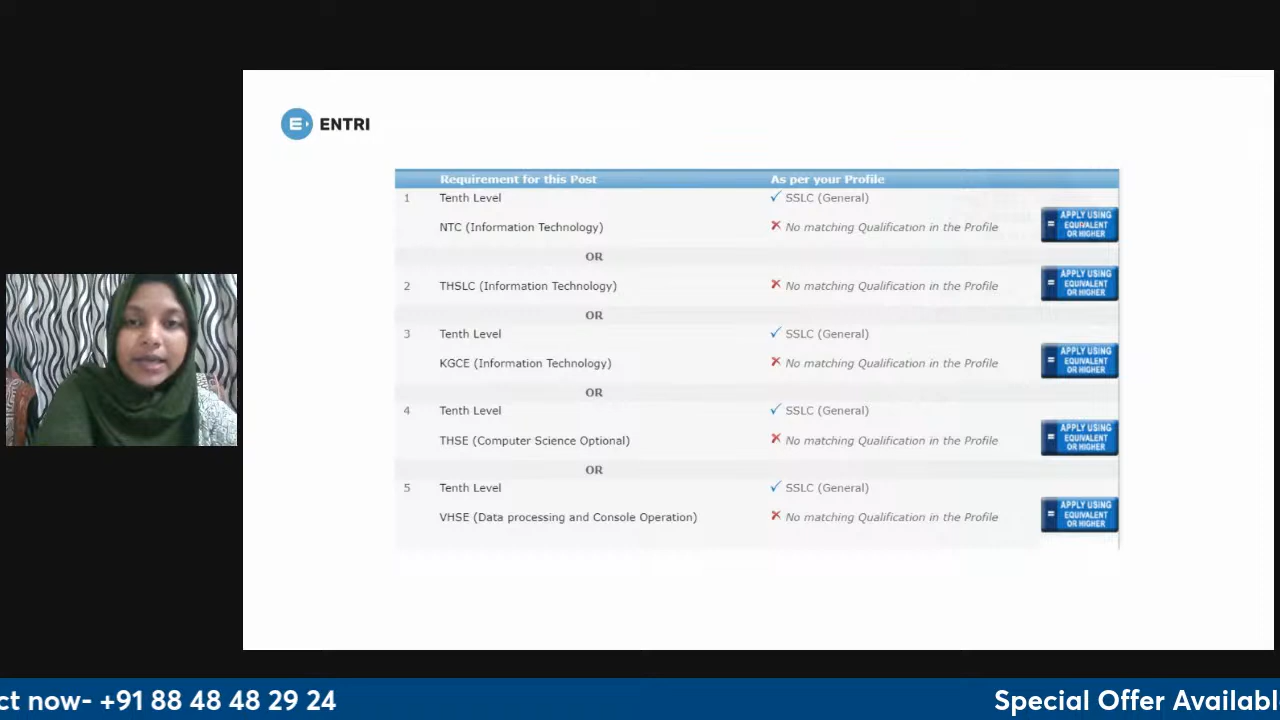 ENTRI
Requirement for this Post As per your Profile
1 Tenth Level SSLC (General)
NTC (Information Technology) No matching Qualification in the Profile
= APPLY USING EQUIVALENT OR HIGHER
OR
2 THSLC (Information Technology) No matching Qualification in the Profile
= APPLY USING EQUIVALENT OR HIGHER
OR
3 Tenth Level SSLC (General)
KGCE (Information Technology) No matching Qualification in the Profile
= APPLY USING EQUIVALENT OR HIGHER
OR
4 Tenth Level SSLC (General)
THSE (Computer Science Optional) No matching Qualification in the Profile
= APPLY USING EQUIVALENT OR HIGHER
OR
5 Tenth Level SSLC (General)
VHSE (Data processing and Console Operation) No matching Qualification in the Profile
= APPLY USING EQUIVALENT OR HIGHER
ct now- +91 88 48 48 29 24 Special Offer Availabl